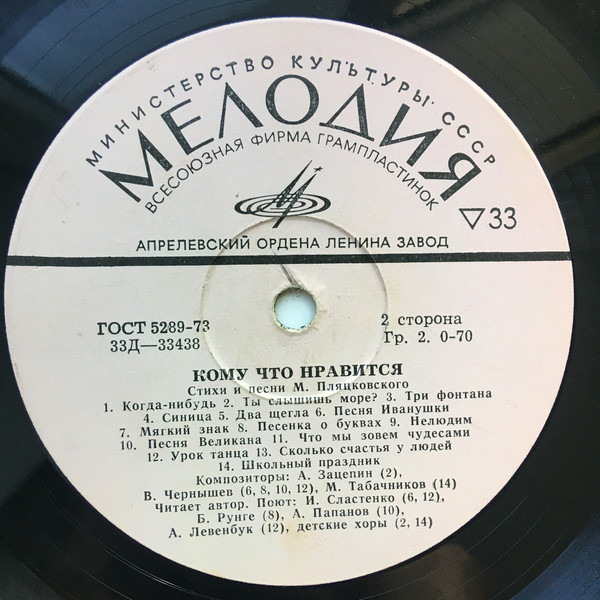 МИНИСТЕРСТВО КУЛЬТУРЫ СССР
МЕЛОДИЯ
ВСЕСОЮЗНАЯ ФИРМА ГРАМПЛАСТИНОК
▽33
АПРЕЛЕВСКИЙ ОРДЕНА ЛЕНИНА ЗАВОД
ГОСТ 5289-73
33Д—33438
2 сторона
Гр. 2. 0-70
КОМУ ЧТО НРАВИТСЯ
Стихи и песни М. Пляцковского
1. Когда-нибудь 2. Ты слышишь море? 3. Три фонтана
4. Синица 5. Два щегла 6. Песня Иванушки
7. Мягкий знак 8. Песенка о буквах 9. Нелюдим
10. Песня Великана 11. Что мы зовем чудесами
12. Урок танца 13. Сколько счастья у людей
14. Школьный праздник
Композиторы: А. Зацепин (2),
В. Чернышев (6, 8, 10, 12), М. Табачников (14)
Читает автор. Поют: И. Сластенко (6, 12),
Б. Рунге (8), А. Папанов (10),
А. Левенбук (12), детские хоры (2, 14)